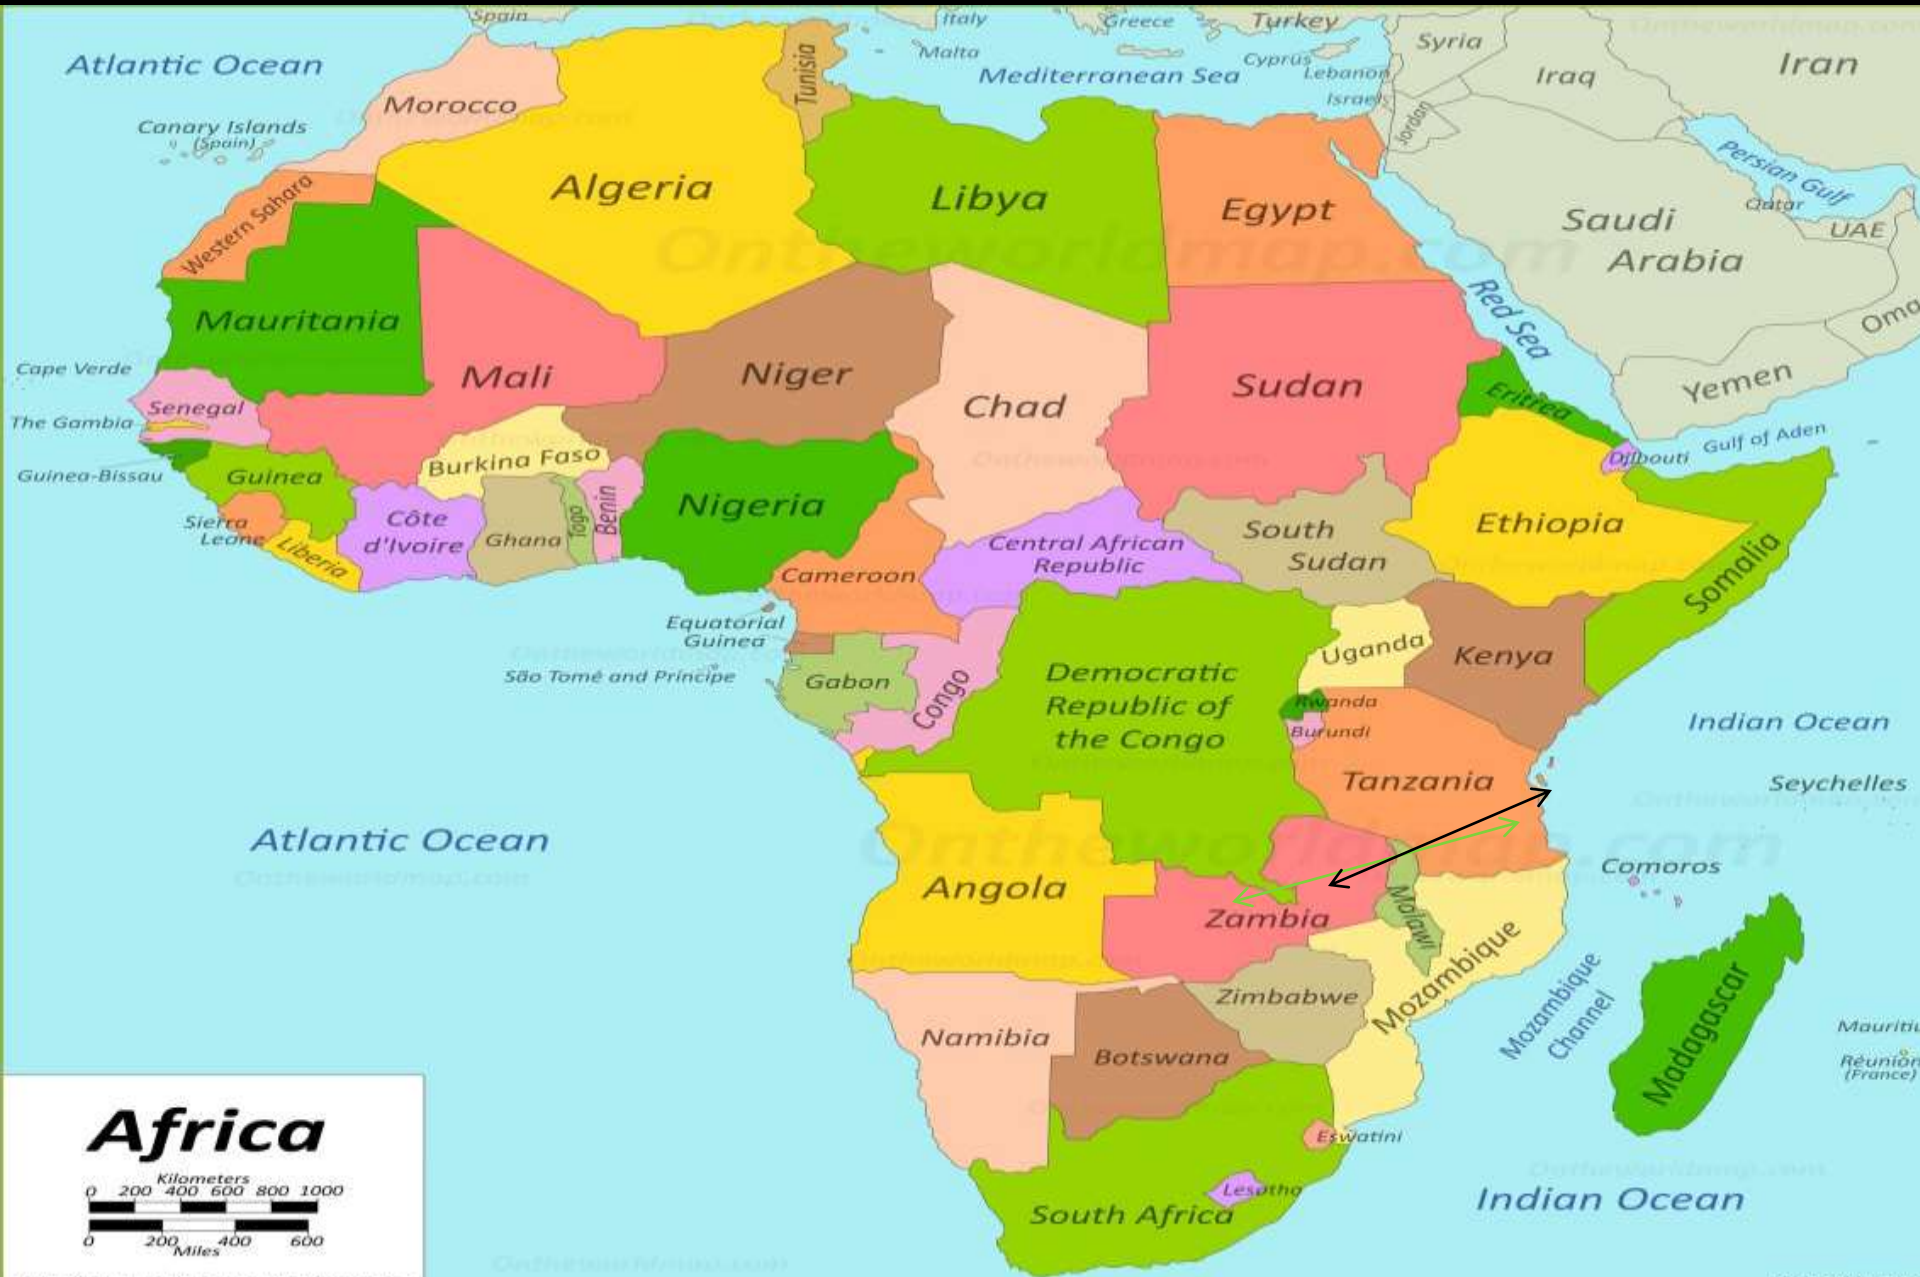 Spain
Italy
Greece
Turkey
Malta
Cyprus
Syria
Lebanon
Israel
Jordan
Iraq
Iran
Atlantic Ocean
Mediterranean Sea
Canary Islands
(Spain)
Morocco
Tunisia
Algeria
Libya
Egypt
Western Sahara
Persian Gulf
Qatar
UAE
Saudi
Arabia
Oma
Yemen
Red Sea
Ontheworldmap.com
Mauritania
Mali
Niger
Chad
Sudan
Eritrea
Gulf of Aden
Djibouti
Cape Verde
Senegal
The Gambia
Guinea-Bissau
Guinea
Burkina Faso
Sierra
Leone
Liberia
Côte
d'Ivoire
Ghana
Togo
Benin
Nigeria
Cameroon
Central African
Republic
South
Sudan
Ethiopia
Somalia
Equatorial
Guinea
São Tomé and Príncipe
Gabon
Congo
Democratic
Republic of
the Congo
Uganda
Kenya
Rwanda
Burundi
Tanzania
Indian Ocean
Seychelles
Atlantic Ocean
Ontheworldmap.com
Angola
Zambia
Malawi
Comoros
Mozambique
Mozambique
Channel
Madagascar
Zimbabwe
Namibia
Botswana
Mauritiu
Réunion
(France)
Eswatini
Lesotho
South Africa
Indian Ocean
Africa
Kilometers
0 200 400 600 800 1000
0 200 400 600
Miles